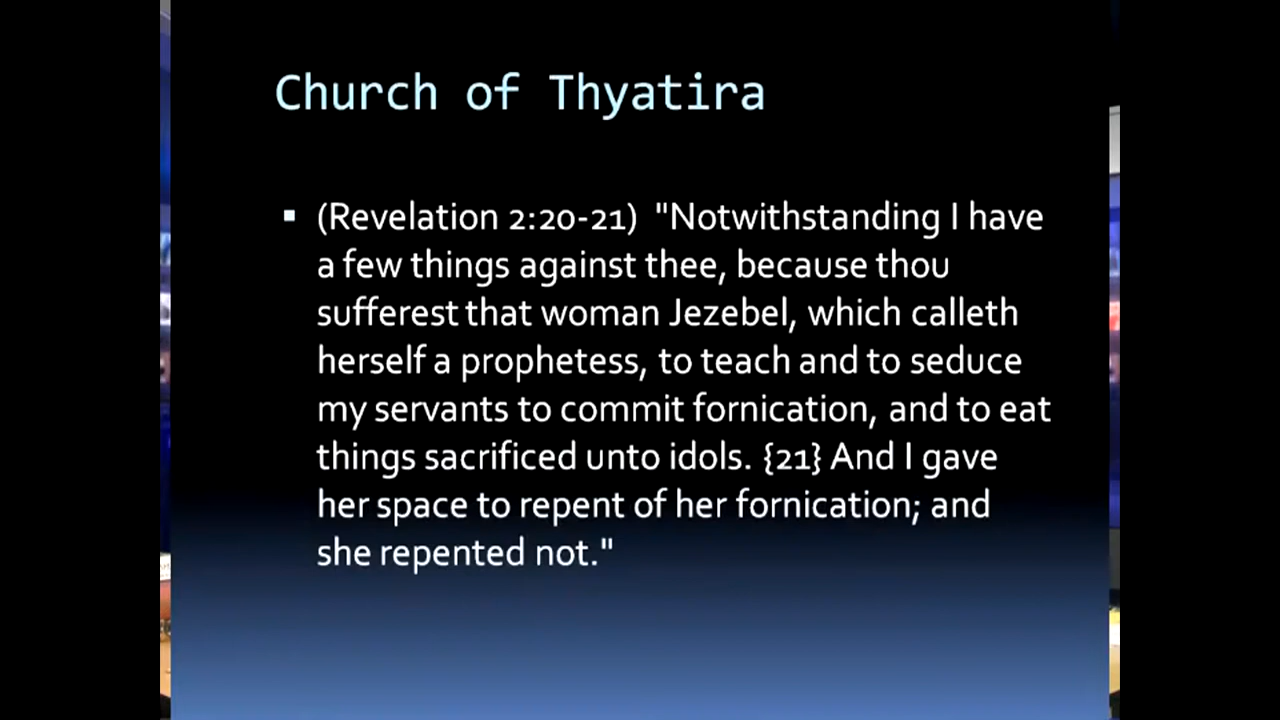 Church of Thyatira
▪ (Revelation 2:20-21)  "Notwithstanding I have
a few things against thee, because thou
sufferest that woman Jezebel, which calleth
herself a prophetess, to teach and to seduce
my servants to commit fornication, and to eat
things sacrificed unto idols. {21} And I gave
her space to repent of her fornication; and
she repented not."